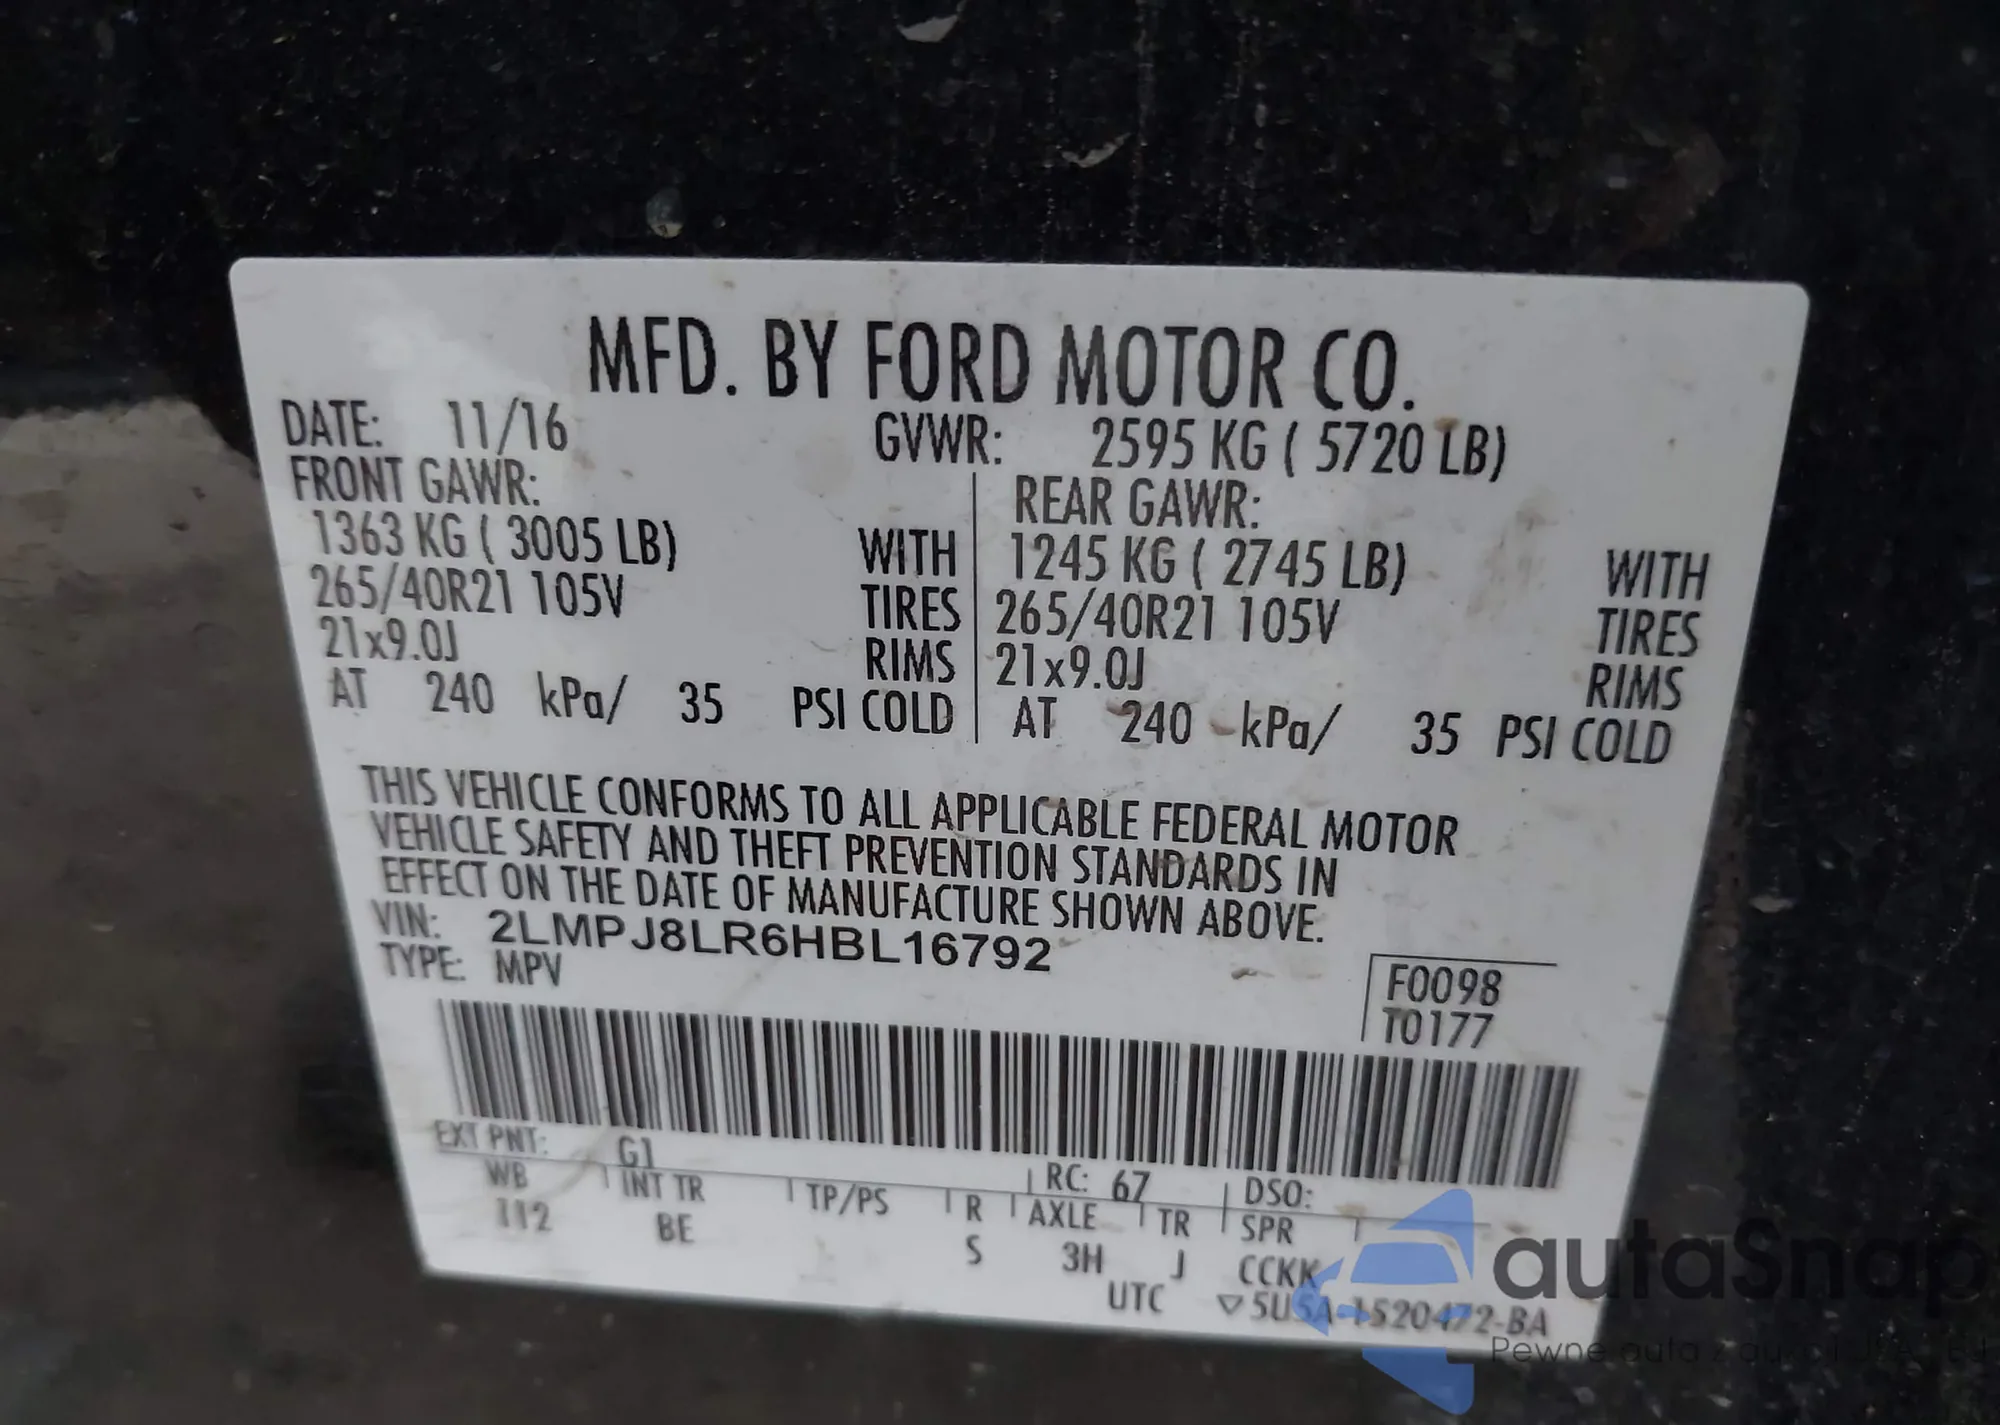 MFD. BY FORD MOTOR CO.
DATE: 11/16 GVWR: 2595 KG ( 5720 LB)
FRONT GAWR: REAR GAWR:
1363 KG ( 3005 LB) WITH 1245 KG ( 2745 LB) WITH
265/40R21 105V TIRES 265/40R21 105V TIRES
21x9.0J RIMS 21x9.0J RIMS
AT 240 kPa/ 35 PSI COLD AT 240 kPa/ 35 PSI COLD
THIS VEHICLE CONFORMS TO ALL APPLICABLE FEDERAL MOTOR
VEHICLE SAFETY AND THEFT PREVENTION STANDARDS IN
EFFECT ON THE DATE OF MANUFACTURE SHOWN ABOVE.
VIN: 2LMPJ8LR6HBL16792
TYPE: MPV
F0098
T0177
EXT PNT: G1 RC: 67 DSO:
WB INT TR TP/PS R AXLE TR SPR
112 BE S 3H J CCKK
UTC ▽5U5A-1520472-BA
autaSnap
Pewne auta z